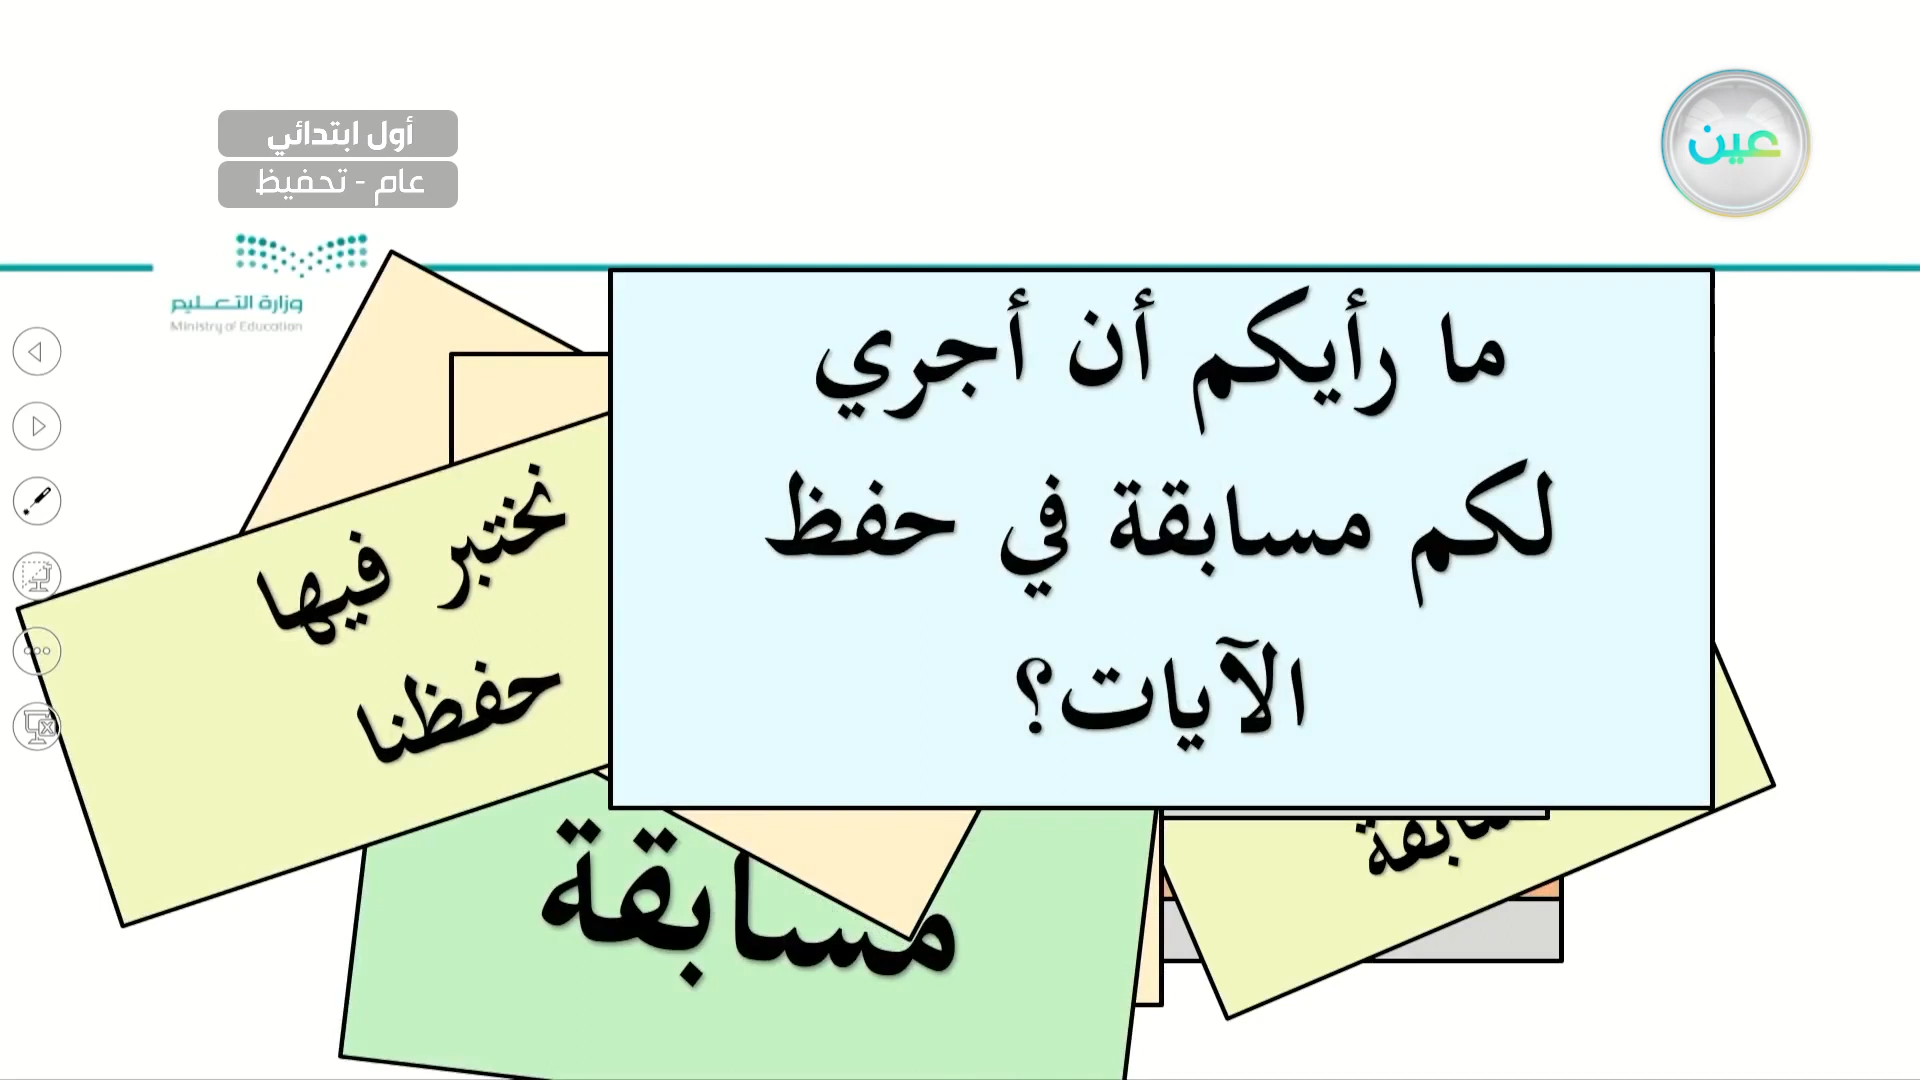 أول ابتدائي
عام - تحفيظ
عين
وزارة التعليم
Ministry of Education
ما رأيكم أن أجري
لكم مسابقة في حفظ
الآيات؟
نختبر فيها
حفظنا
مسابقة